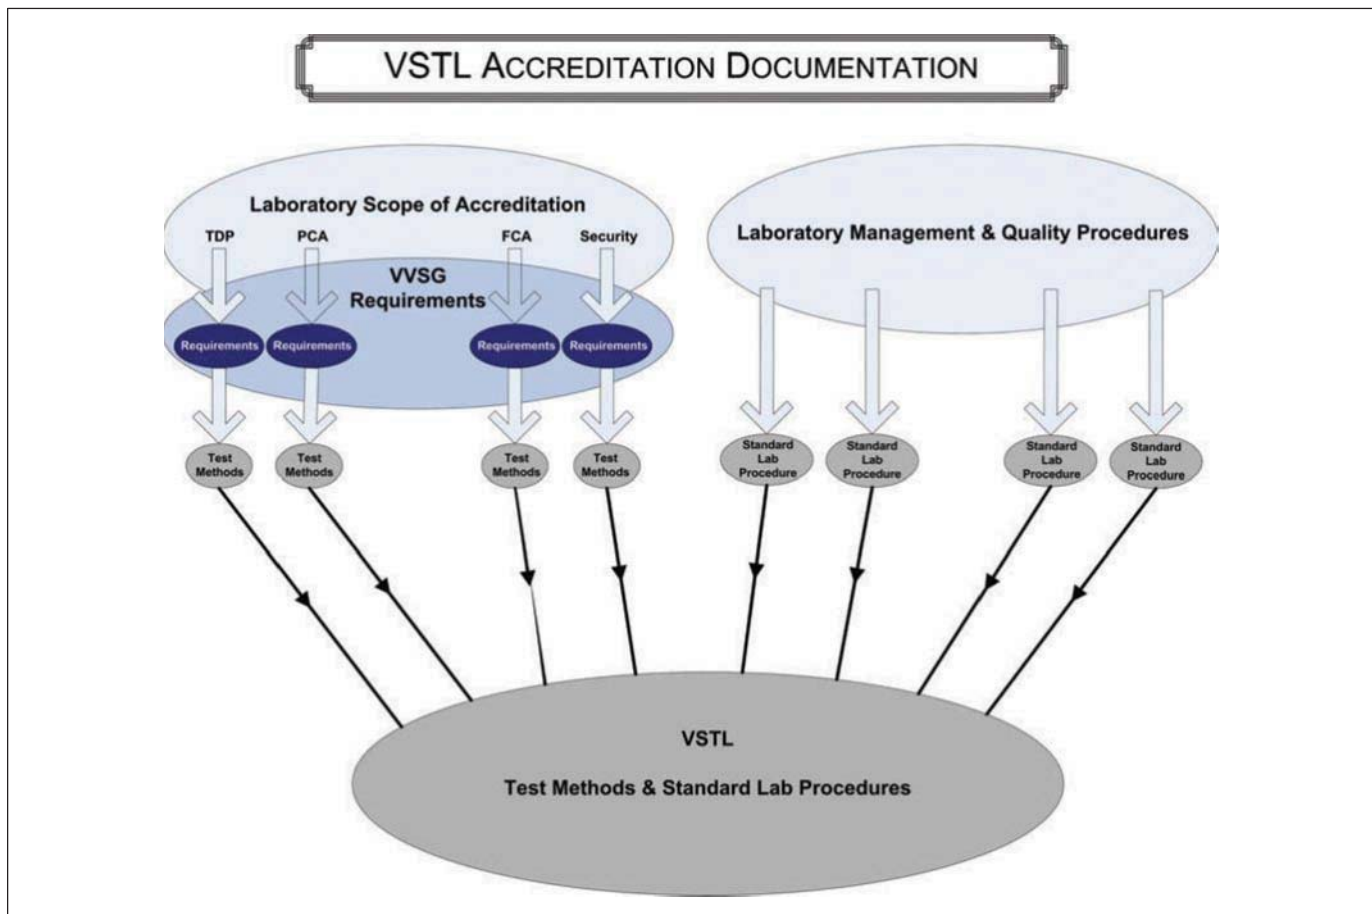 VSTL ACCREDITATION DOCUMENTATION
Laboratory Scope of Accreditation
TDP PCA FCA Security
VVSG
Requirements
Requirements Requirements Requirements Requirements
Test
Methods
Test
Methods
Test
Methods
Test
Methods
Laboratory Management & Quality Procedures
Standard
Lab
Procedure
Standard
Lab
Procedure
Standard
Lab
Procedure
Standard
Lab
Procedure
VSTL
Test Methods & Standard Lab Procedures